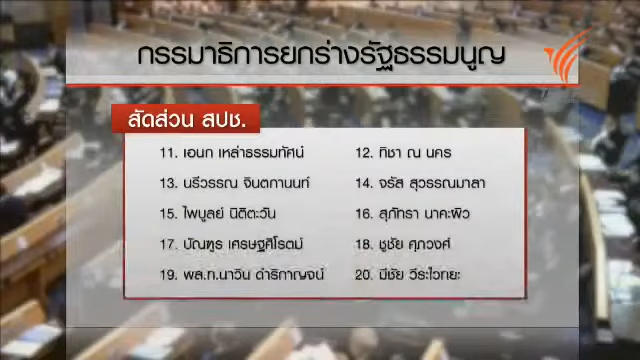 กรรมาธิการยกร่างรัฐธรรมนูญ
สัดส่วน สปช.
11. เอนก เหล่าธรรมทัศน์ 12. ทิชา ณ นคร
13. นรีวรรณ จินตกานนท์ 14. จรัส สุวรรณมาลา
15. ไพบูลย์ นิติตะวัน 16. สุภัทรา นาคะผิว
17. บัณฑูร เศรษฐศิโรตม์ 18. ชูชัย ศุภวงศ์
19. พล.ท.นาวิน ดำริกาญจน์ 20. มีชัย วีระไวทยะ